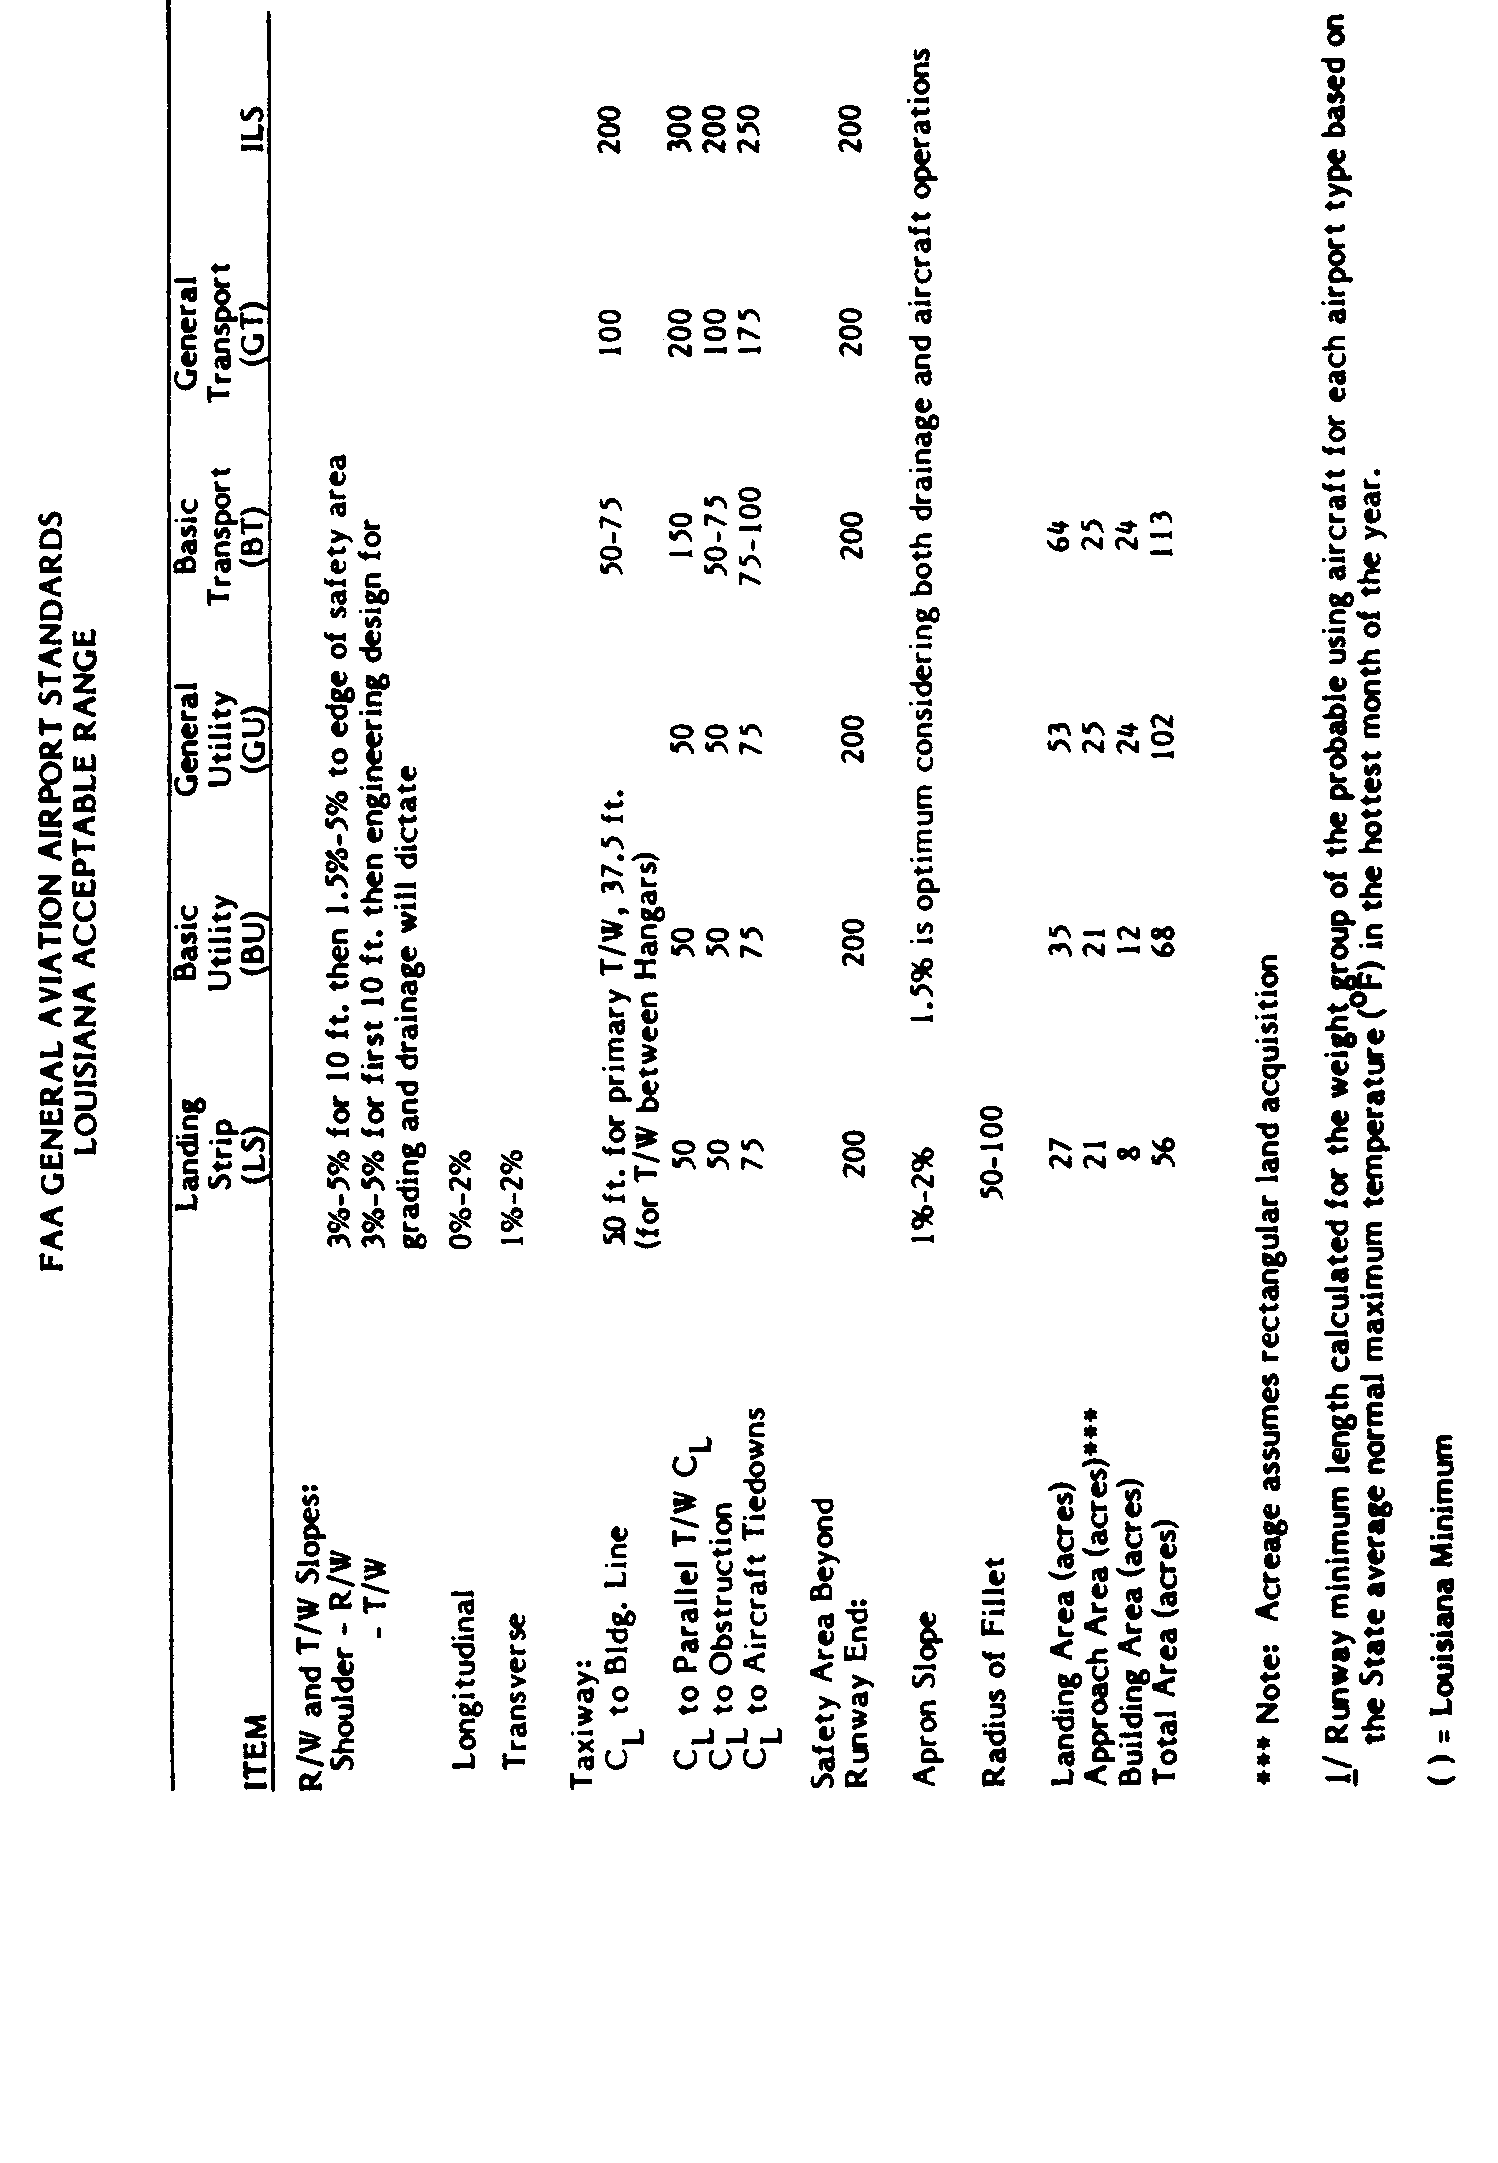 FAA GENERAL AVIATION AIRPORT STANDARDS
LOUISIANA ACCEPTABLE RANGE
Landing Basic General Basic General
Strip Utility Utility Transport Transport
ITEM (LS) (BU) (GU) (BT) (GT) ILS
R/W and T/W Slopes:
Shoulder - R/W 3%-5% for 10 ft. then 1.5%-5% to edge of safety area
- T/W 3%-5% for first 10 ft. then engineering design for
grading and drainage will dictate
Longitudinal 0%-2%
Transverse 1%-2%
Taxiway:
CL to Bldg. Line 50 ft. for primary T/W, 37.5 ft. 50-75 100 200
(for T/W between Hangars)
CL to Parallel T/W CL 50 50 50 150 200 300
CL to Obstruction 50 50 50 50-75 100 200
CL to Aircraft Tiedowns 75 75 75 75-100 175 250
Safety Area Beyond
Runway End: 200 200 200 200 200 200
Apron Slope 1%-2% 1.5% is optimum considering both drainage and aircraft operations
Radius of Fillet 50-100
Landing Area (acres) 27 35 53 64
Approach Area (acres)*** 21 21 25 25
Building Area (acres) 8 12 24 24
Total Area (acres) 56 68 102 113
*** Note: Acreage assumes rectangular land acquisition
1/ Runway minimum length calculated for the weight group of the probable using aircraft for each airport type based on
the State average normal maximum temperature (°F) in the hottest month of the year.
( ) = Louisiana Minimum